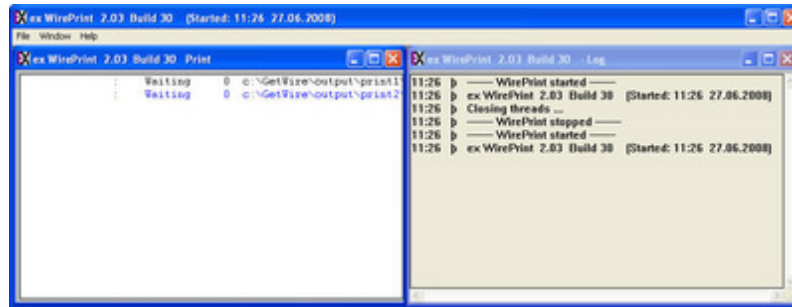 ex WirePrint 2.03 Build 30 (Started: 11:26 27.06.2008)
File Window Help
ex WirePrint 2.03 Build 30 Print
: Waiting 0 c:\GetWire\output\print1\
: Waiting 0 c:\GetWire\output\print2\
ex WirePrint 2.03 Build 30 - Log
11:26 þ —— WirePrint started ——
11:26 þ ex WirePrint 2.03 Build 30 (Started: 11:26 27.06.2008)
11:26 þ Closing threads ...
11:26 þ —— WirePrint stopped ——
11:26 þ —— WirePrint started ——
11:26 þ ex WirePrint 2.03 Build 30 (Started: 11:26 27.06.2008)